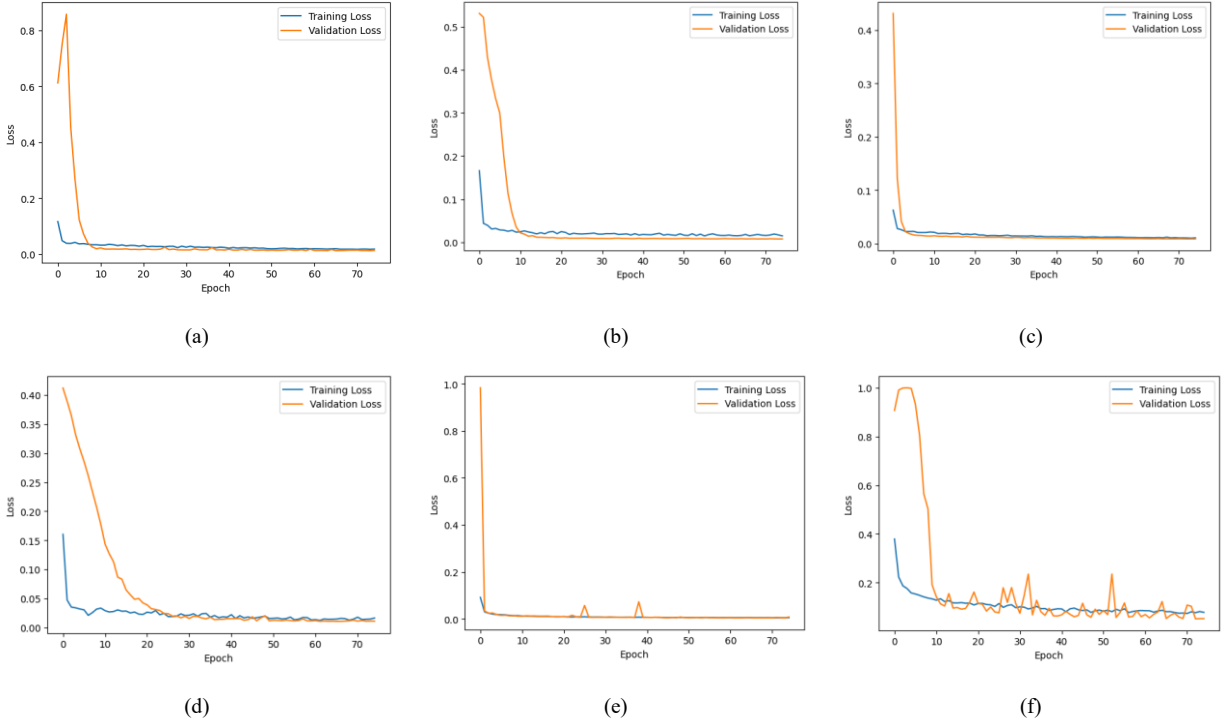 Training Loss
Validation Loss
0.8
0.6
0.4
0.2
0.0
Loss
0 10 20 30 40 50 60 70
Epoch
(a)
Training Loss
Validation Loss
0.5
0.4
0.3
0.2
0.1
0.0
Loss
0 10 20 30 40 50 60 70
Epoch
(b)
Training Loss
Validation Loss
0.4
0.3
0.2
0.1
0.0
Loss
0 10 20 30 40 50 60 70
Epoch
(c)
Training Loss
Validation Loss
0.40
0.35
0.30
0.25
0.20
0.15
0.10
0.05
0.00
Loss
0 10 20 30 40 50 60 70
Epoch
(d)
Training Loss
Validation Loss
1.0
0.8
0.6
0.4
0.2
0.0
Loss
0 10 20 30 40 50 60 70
Epoch
(e)
Training Loss
Validation Loss
1.0
0.8
0.6
0.4
0.2
Loss
0 10 20 30 40 50 60 70
Epoch
(f)